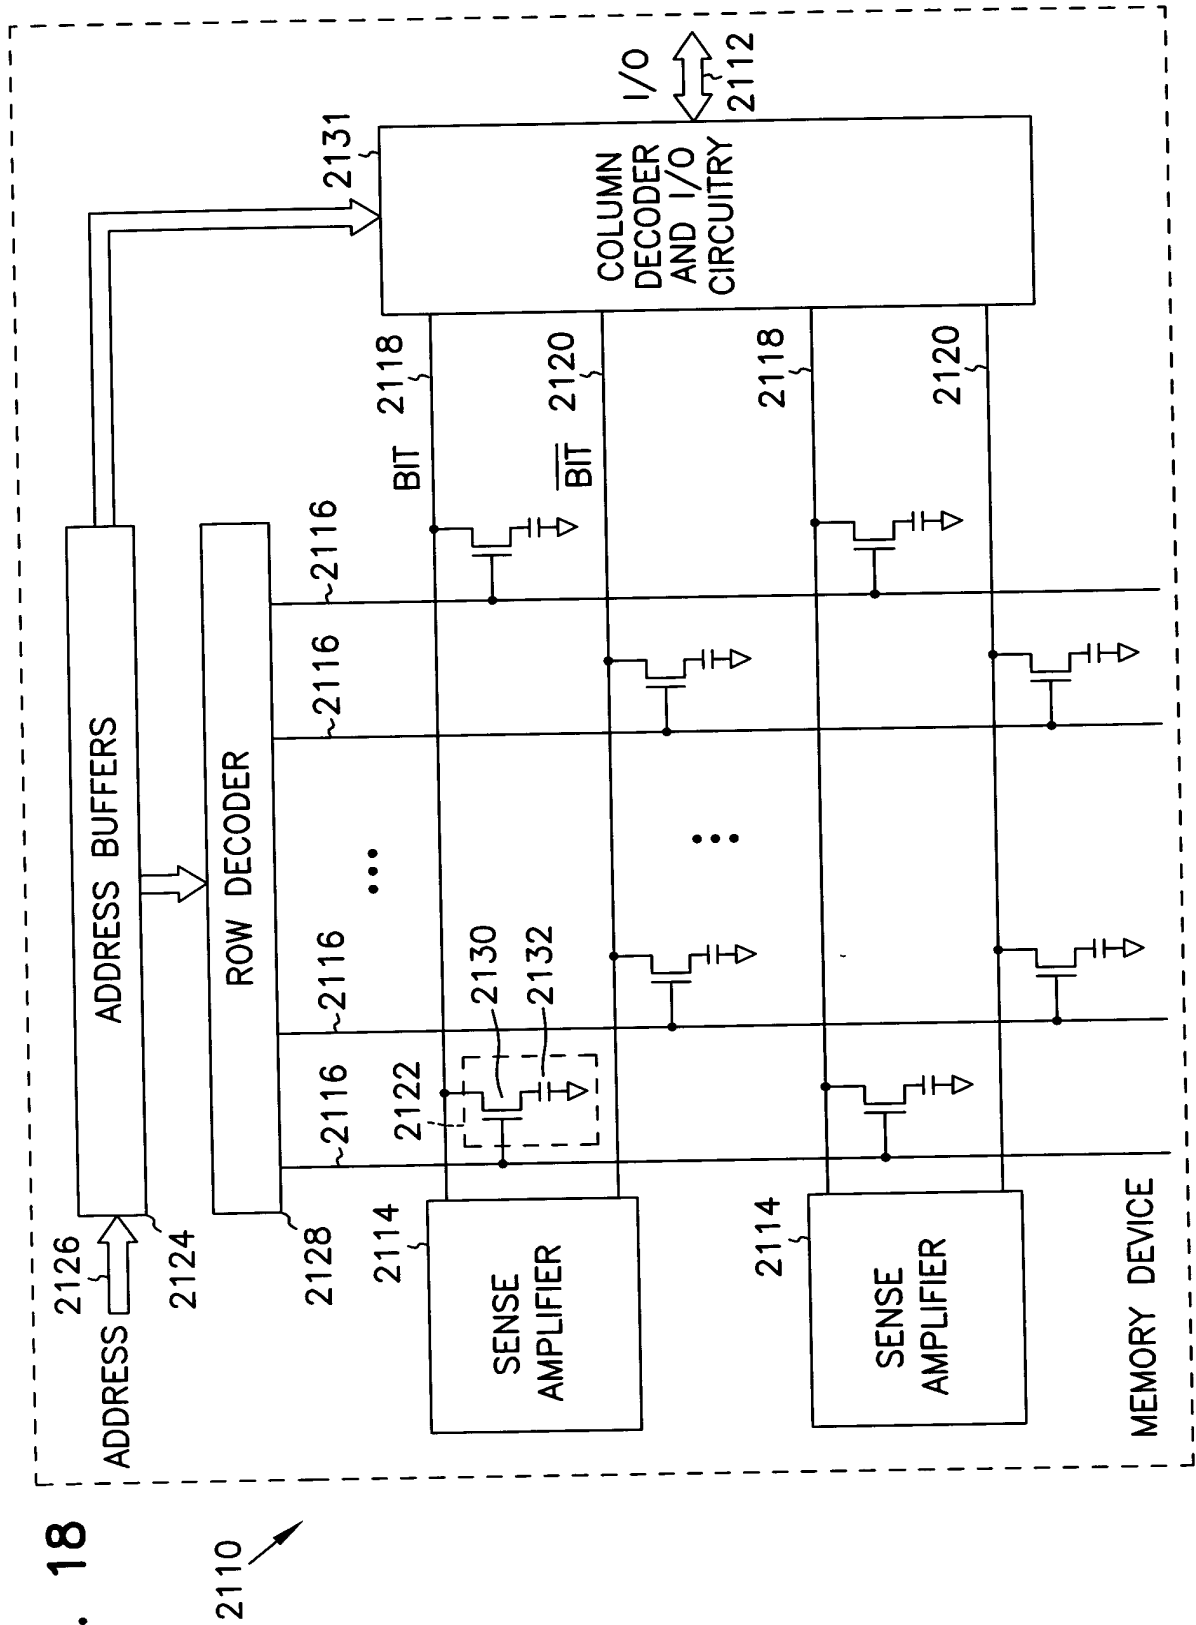 . 18
2110
ADDRESS
2126
2124
ADDRESS BUFFERS
2128
ROW DECODER
2131
I/O
2112
COLUMN
DECODER
AND I/O
CIRCUITRY
2116
2116
2116
2116
BIT
2118
2122
2130
2132
B̅I̅T̅
2120
2114
SENSE
AMPLIFIER
2118
2120
2114
SENSE
AMPLIFIER
MEMORY DEVICE